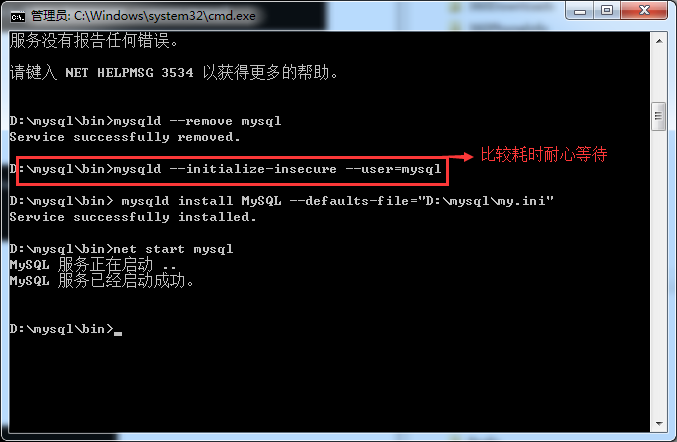 管理员: C:\Windows\system32\cmd.exe
服务没有报告任何错误。
请键入 NET HELPMSG 3534 以获得更多的帮助。
D:\mysql\bin>mysqld --remove mysql
Service successfully removed.
比较耗时耐心等待
D:\mysql\bin>mysqld --initialize-insecure --user=mysql
D:\mysql\bin> mysqld install MySQL --defaults-file="D:\mysql\my.ini"
Service successfully installed.
D:\mysql\bin>net start mysql
MySQL 服务正在启动 ..
MySQL 服务已经启动成功。
D:\mysql\bin>